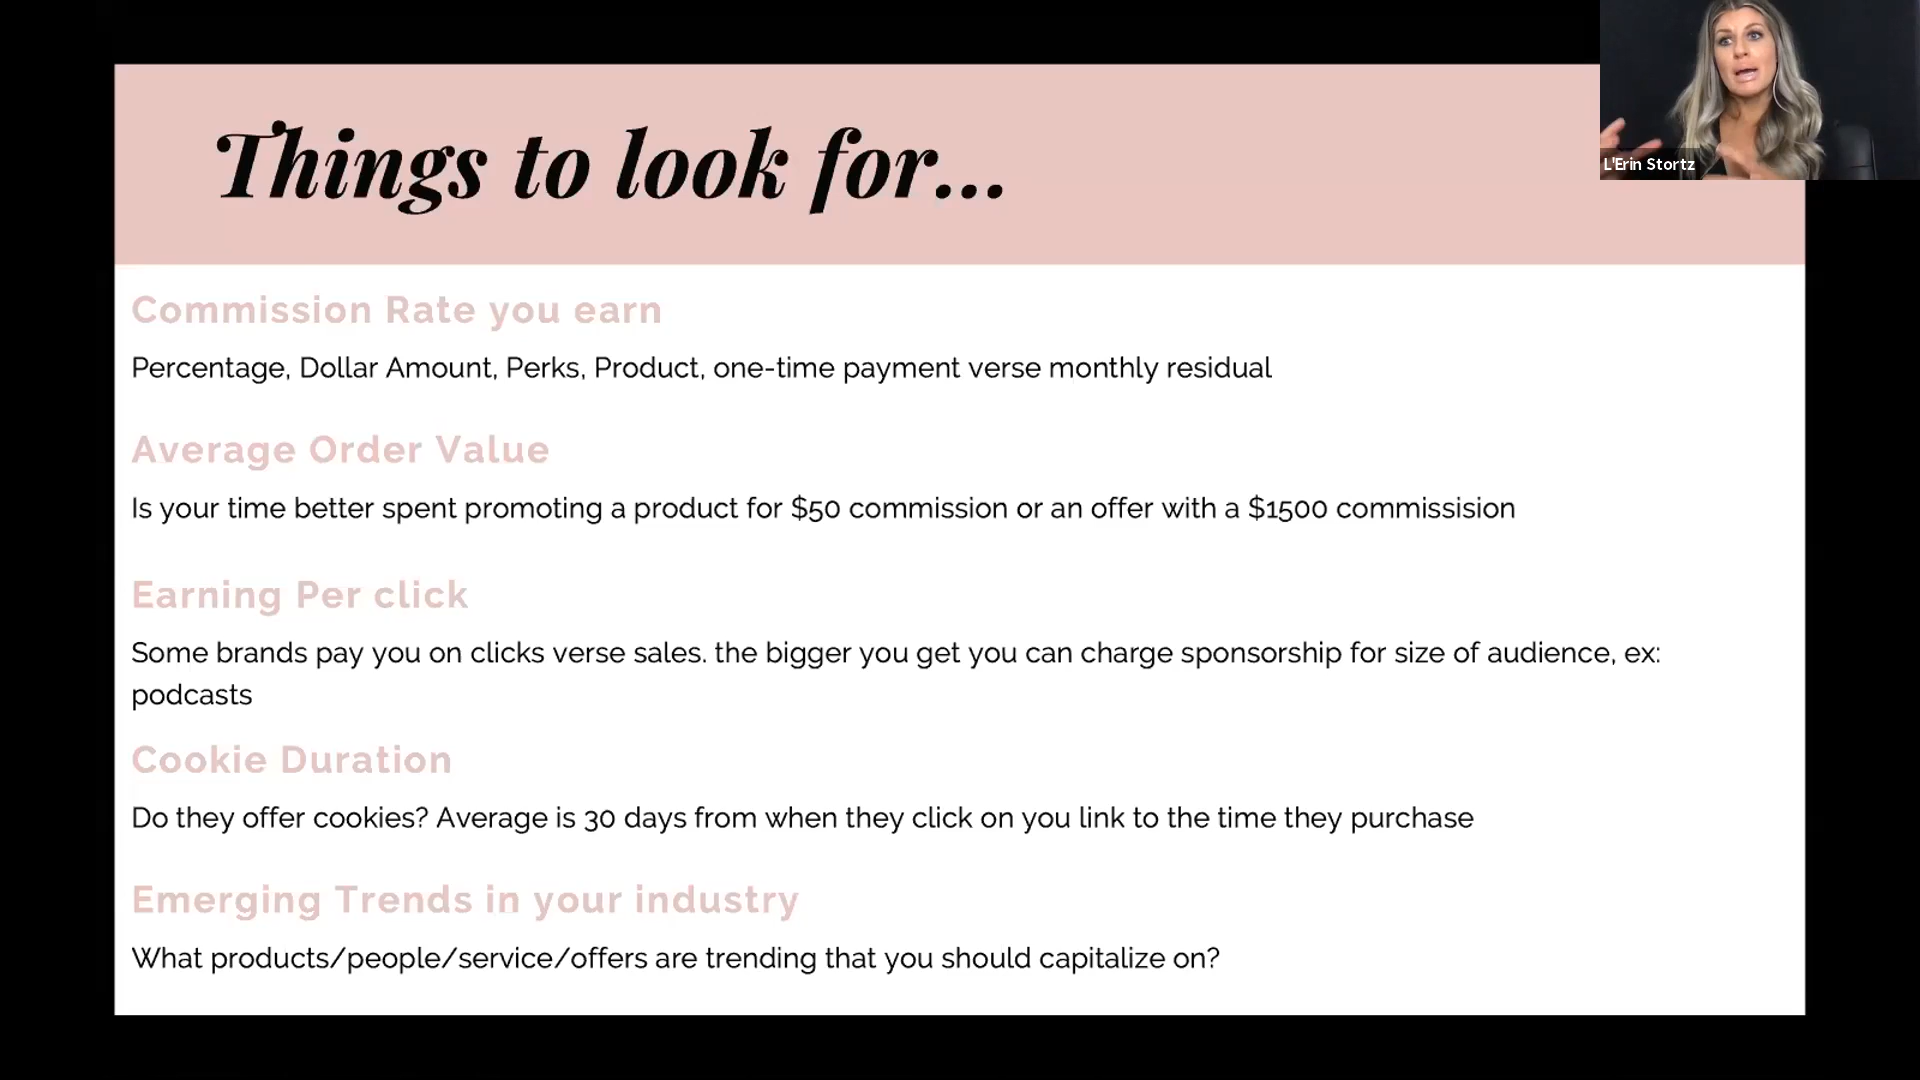 Things to look for...
L'Erin Stortz
Commission Rate you earn
Percentage, Dollar Amount, Perks, Product, one-time payment verse monthly residual
Average Order Value
Is your time better spent promoting a product for $50 commission or an offer with a $1500 commissision
Earning Per click
Some brands pay you on clicks verse sales. the bigger you get you can charge sponsorship for size of audience, ex:
podcasts
Cookie Duration
Do they offer cookies? Average is 30 days from when they click on you link to the time they purchase
Emerging Trends in your industry
What products/people/service/offers are trending that you should capitalize on?